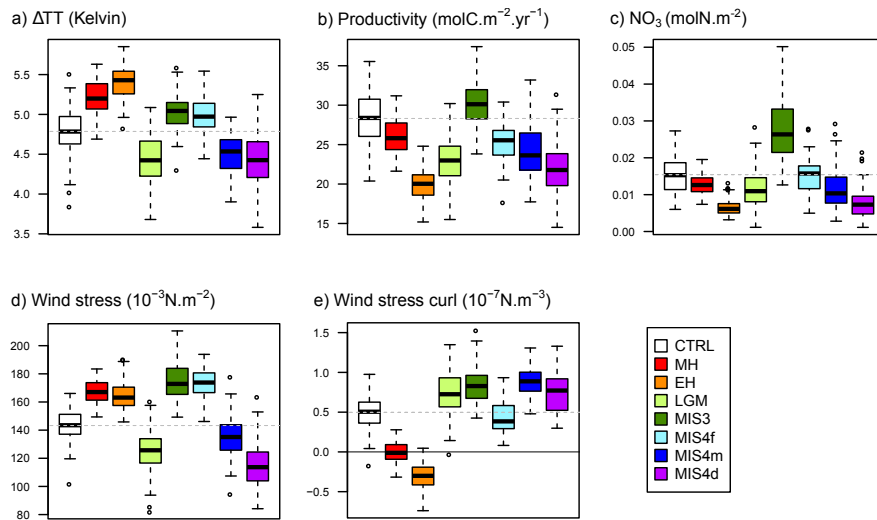 a) ΔTT (Kelvin)
b) Productivity (molC.m−2.yr−1)
c) NO3 (molN.m-2)
5.5
5.0
4.5
4.0
3.5
35
30
25
20
15
0.05
0.04
0.03
0.02
0.01
0.00
d) Wind stress (10−3N.m−2)
e) Wind stress curl (10−7N.m−3)
200
180
160
140
120
100
80
1.5
1.0
0.5
0.0
−0.5
CTRL
MH
EH
LGM
MIS3
MIS4f
MIS4m
MIS4d